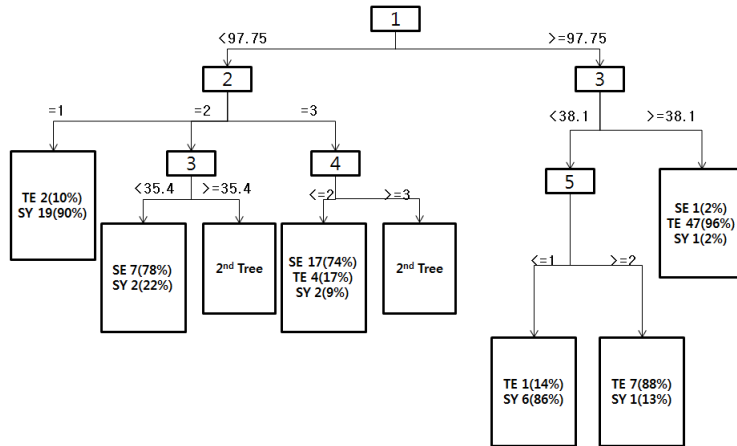 1
<97.75
>=97.75
2
3
=1
=2
=3
<38.1
>=38.1
3
4
5
TE 2(10%)
SY 19(90%)
<35.4
>=35.4
<=2
>=3
SE 1(2%)
TE 47(96%)
SY 1(2%)
SE 7(78%)
SY 2(22%)
2nd Tree
SE 17(74%)
TE 4(17%)
SY 2(9%)
2nd Tree
<=1
>=2
TE 1(14%)
SY 6(86%)
TE 7(88%)
SY 1(13%)